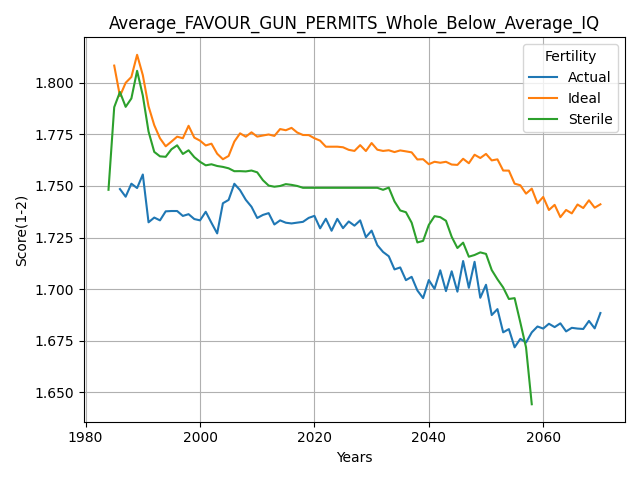 Average_FAVOUR_GUN_PERMITS_Whole_Below_Average_IQ
Fertility
Actual
Ideal
Sterile
Score(1-2)
1.800
1.775
1.750
1.725
1.700
1.675
1.650
1980 2000 2020 2040 2060
Years